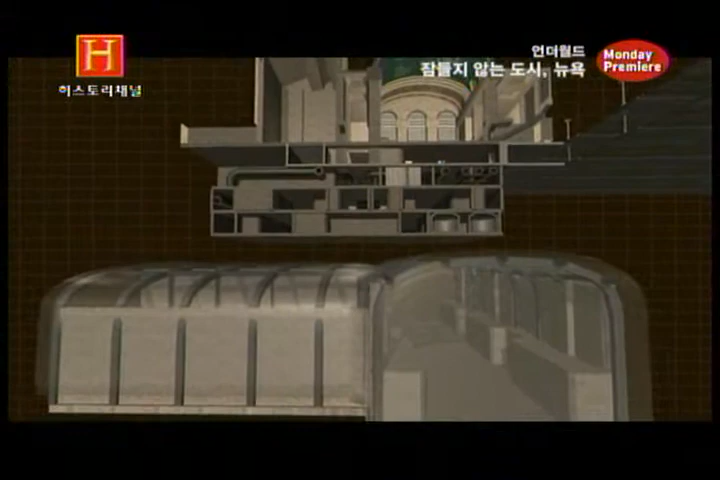 H
히스토리채널
언더월드
잠들지 않는 도시, 뉴욕
Monday
Premiere